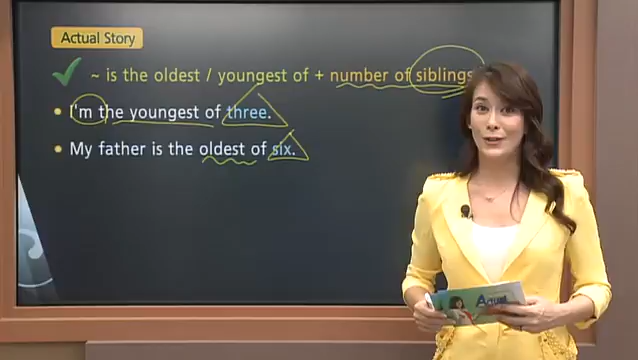 Actual Story
~ is the oldest / youngest of + number of siblings
• I'm the youngest of three.
• My father is the oldest of six.